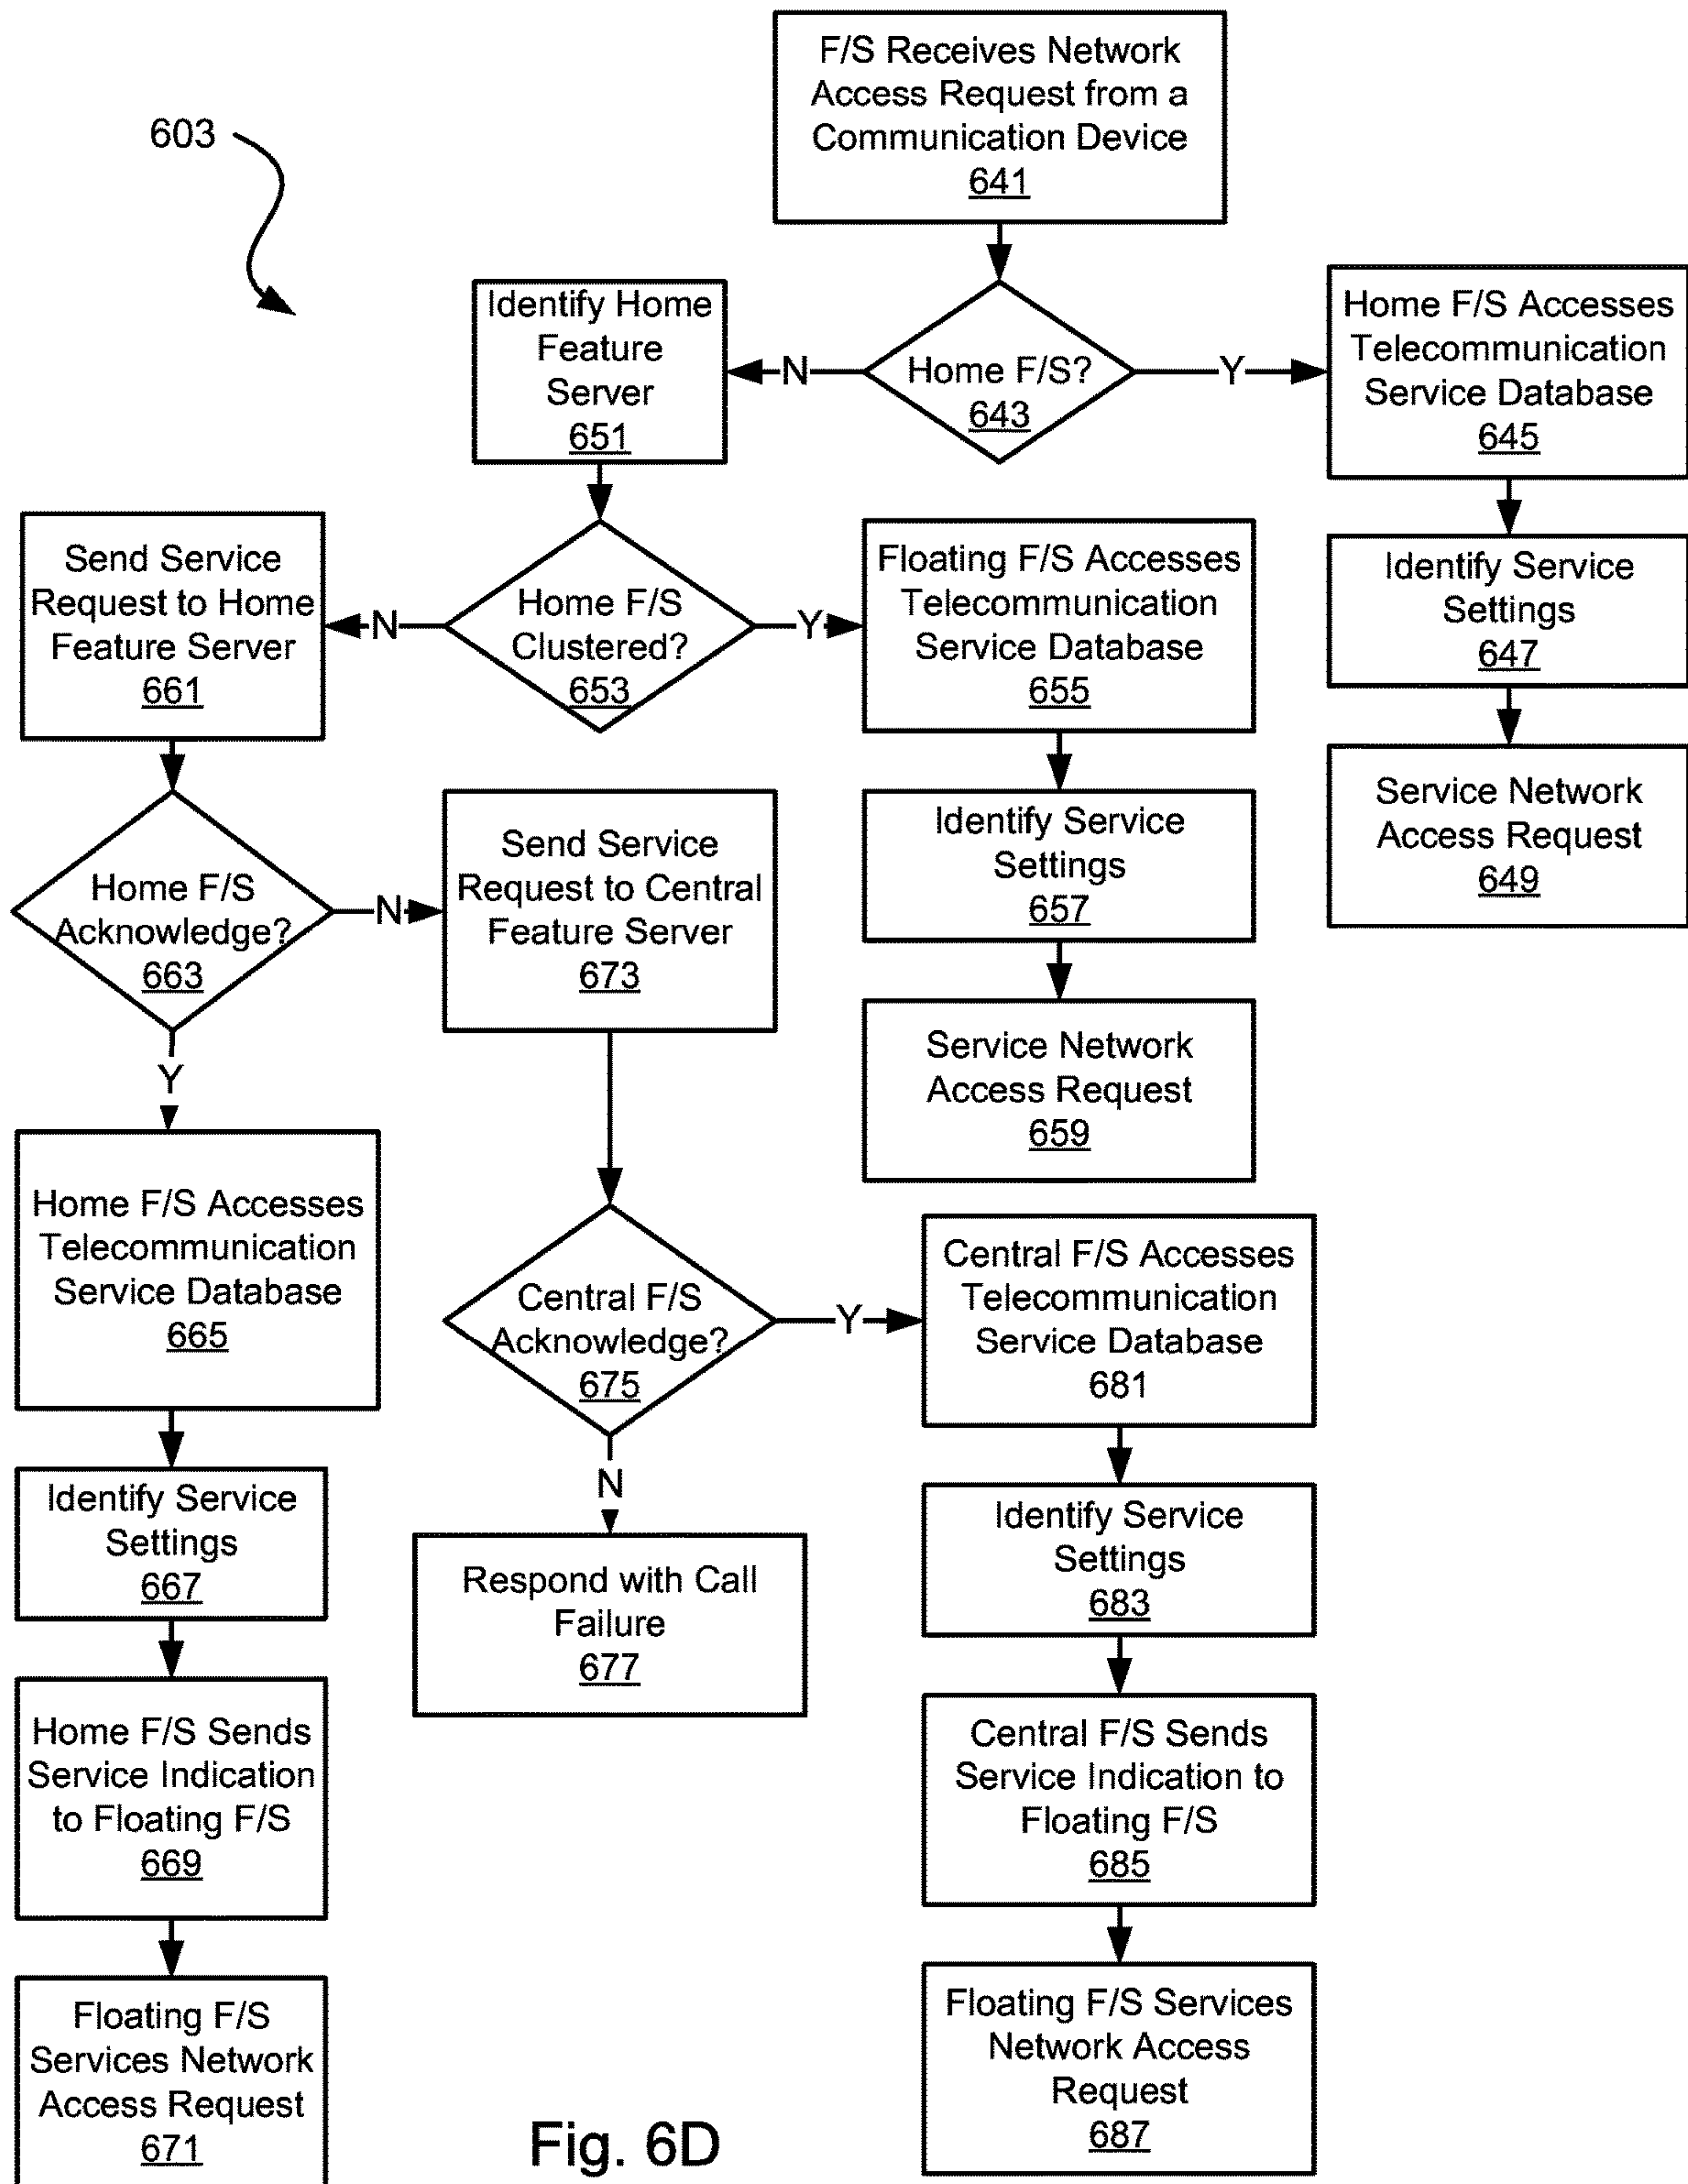 F/S Receives Network
Access Request from a
Communication Device
641
603
Home F/S?
643
N
Y
Identify Home
Feature
Server
651
Home F/S Accesses
Telecommunication
Service Database
645
Identify Service
Settings
647
Service Network
Access Request
649
Home F/S
Clustered?
653
N
Y
Send Service
Request to Home
Feature Server
661
Floating F/S Accesses
Telecommunication
Service Database
655
Identify Service
Settings
657
Service Network
Access Request
659
Home F/S
Acknowledge?
663
N
Y
Send Service
Request to Central
Feature Server
673
Home F/S Accesses
Telecommunication
Service Database
665
Identify Service
Settings
667
Home F/S Sends
Service Indication
to Floating F/S
669
Floating F/S
Services Network
Access Request
671
Central F/S
Acknowledge?
675
Y
N
Respond with Call
Failure
677
Central F/S Accesses
Telecommunication
Service Database
681
Identify Service
Settings
683
Central F/S Sends
Service Indication to
Floating F/S
685
Floating F/S Services
Network Access
Request
687
Fig. 6D